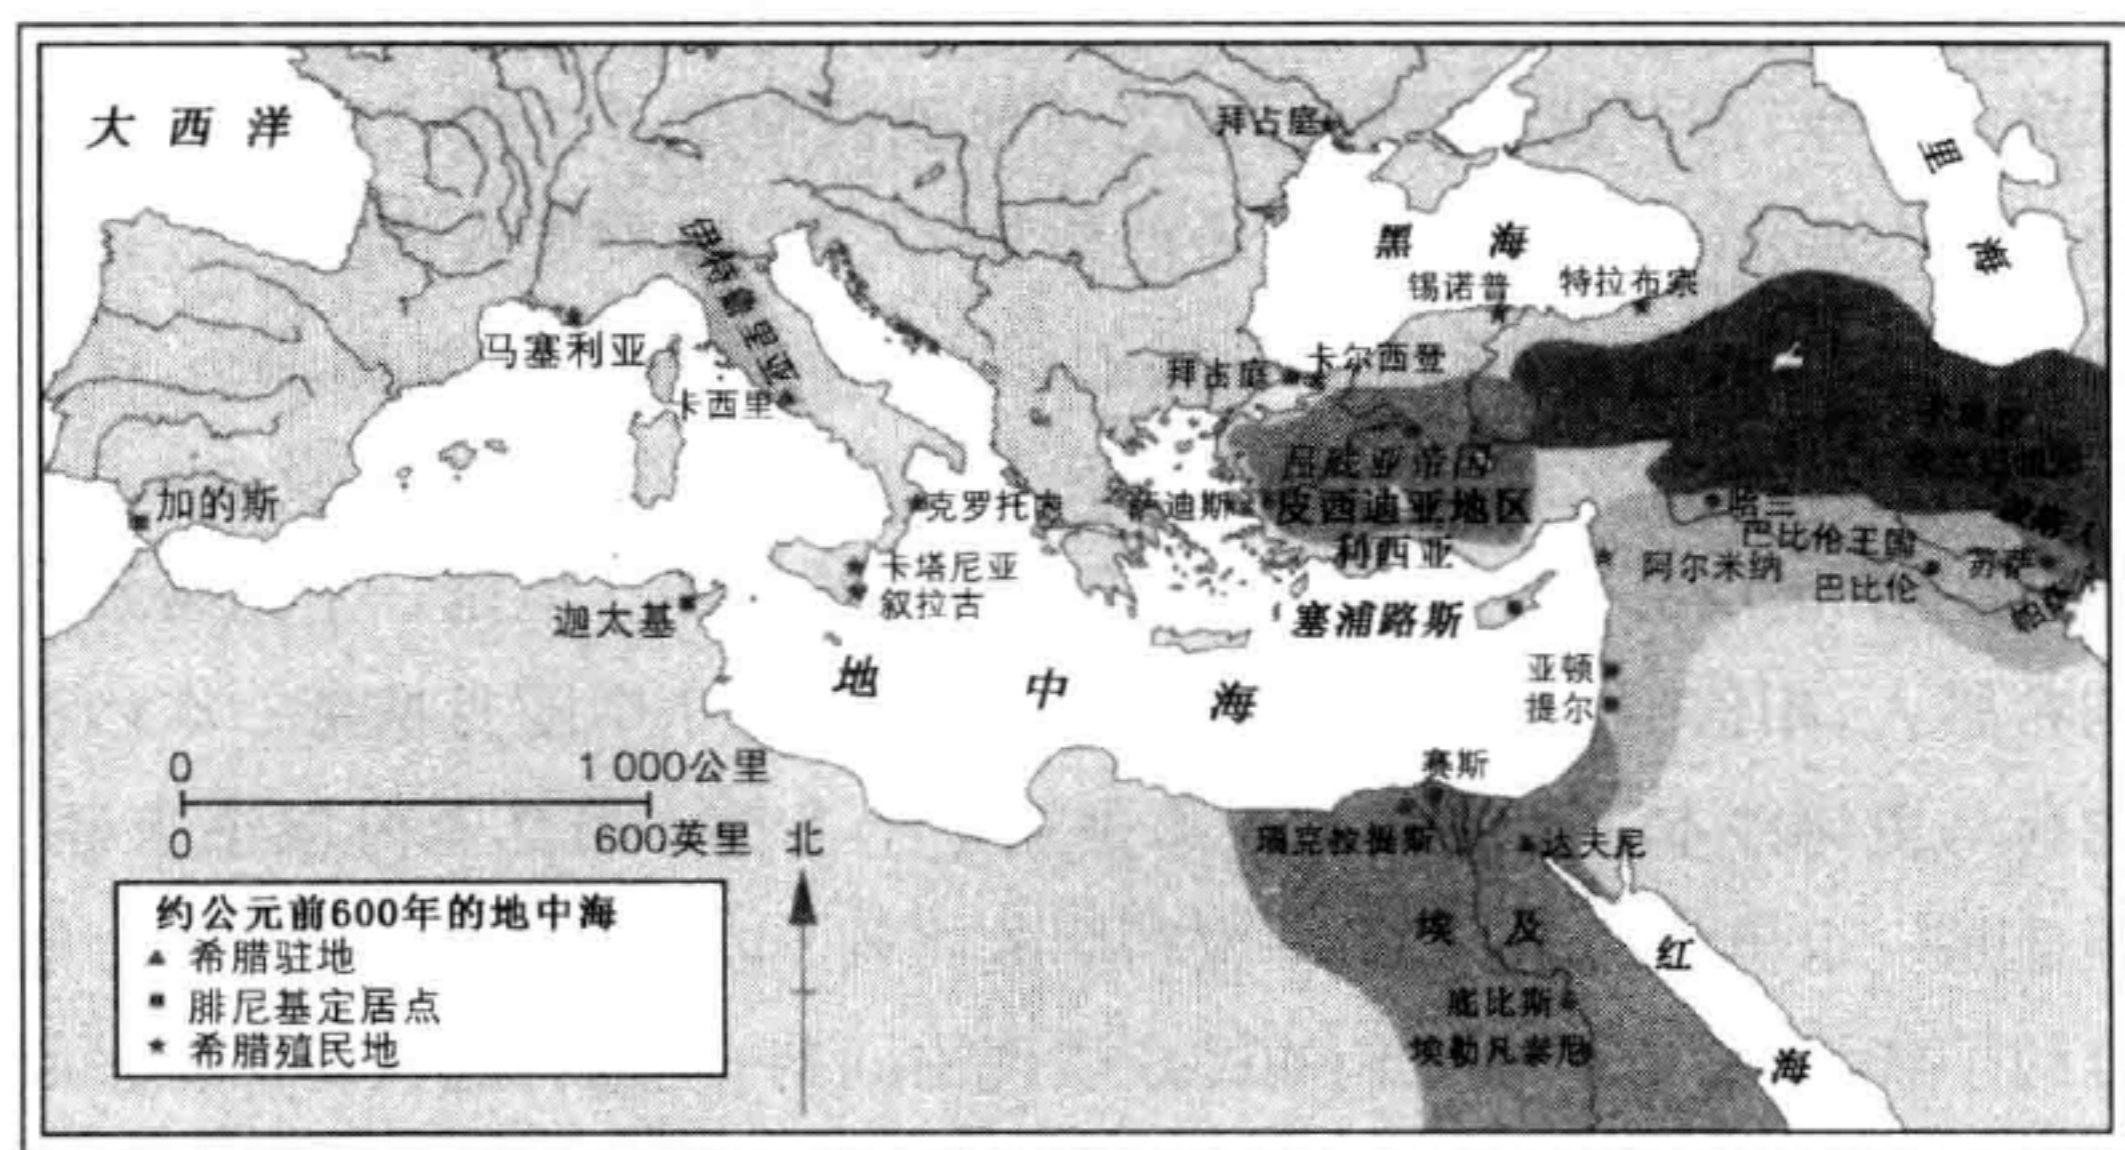 大西洋
拜占庭
里海
黑海
锡诺普
特拉布宗
伊特鲁里亚
马塞利亚
卡西里
拜占庭
卡尔西登
加的斯
克罗托内
萨迪斯
皮西迪亚地区
利西亚
哈兰
巴比伦王国
苏萨
卡塔尼亚
阿尔米纳
巴比伦
叙拉古
迦太基
塞浦路斯
地中海
亚顿
提尔
赛斯
0
1 000公里
0
600英里
北
瑙克拉提斯
达夫尼
约公元前600年的地中海
希腊驻地
腓尼基定居点
希腊殖民地
埃及
红海
底比斯
埃勒凡泰尼